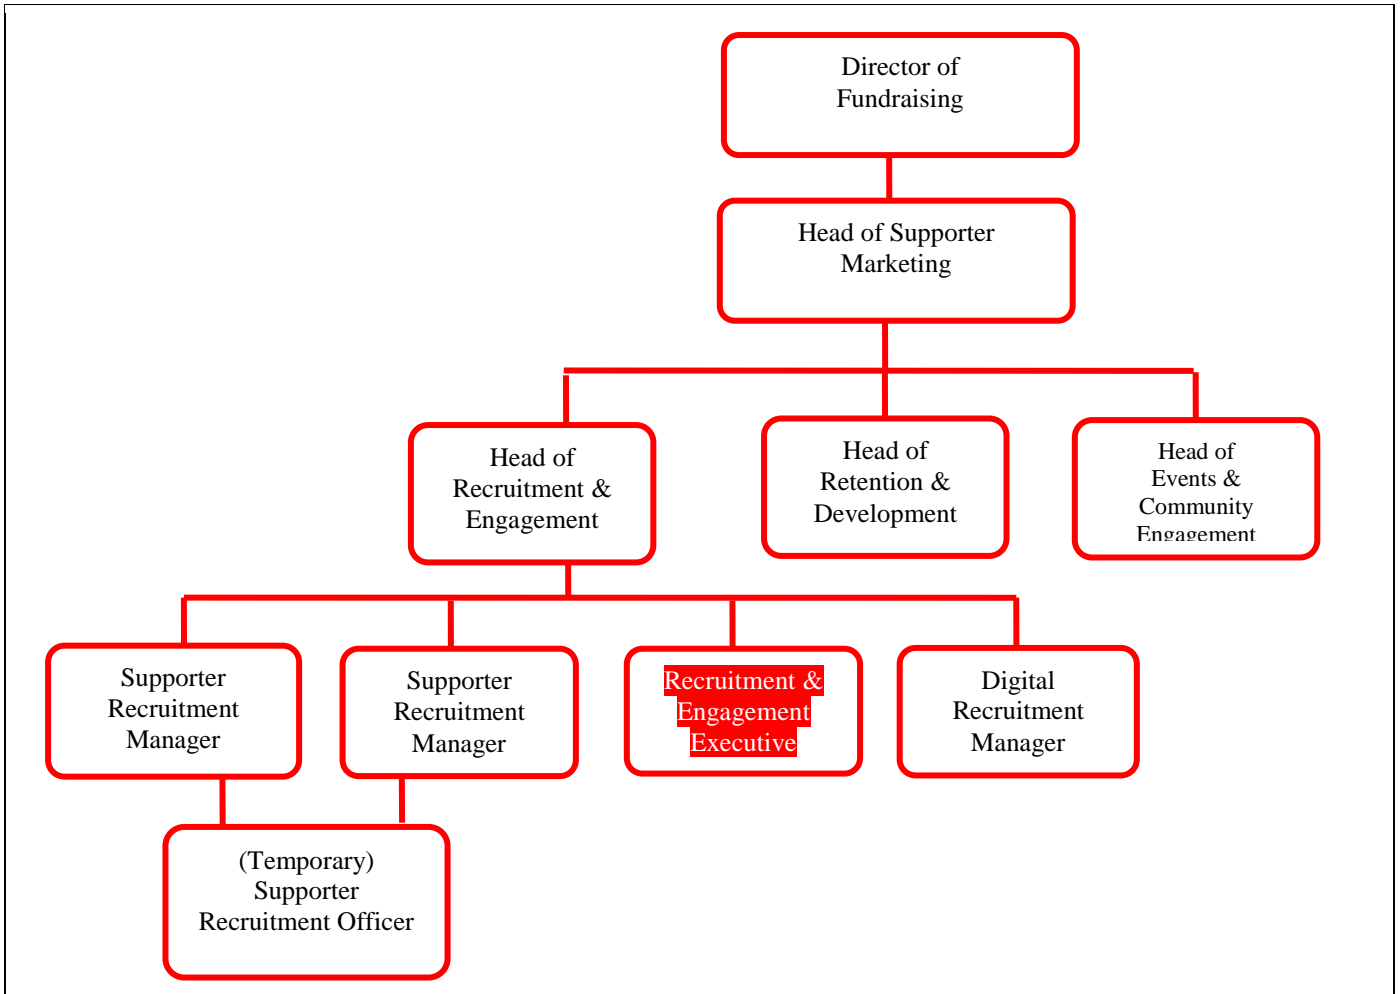 Director of
Fundraising
Head of Supporter
Marketing
Head of
Recruitment &
Engagement
Head of
Retention &
Development
Head of
Events &
Community
Engagement
Supporter
Recruitment
Manager
Supporter
Recruitment
Manager
Recruitment &
Engagement
Executive
Digital
Recruitment
Manager
(Temporary)
Supporter
Recruitment Officer